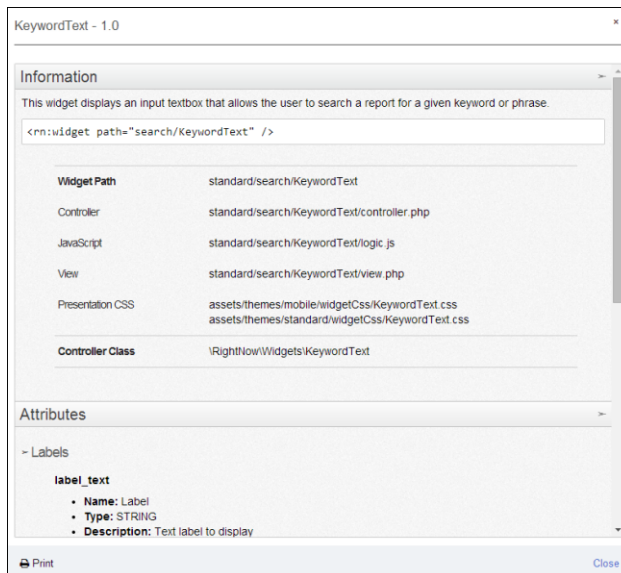 KeywordText - 1.0
Information
This widget displays an input textbox that allows the user to search a report for a given keyword or phrase.
<rn:widget path="search/KeywordText" />
Widget Path standard/search/KeywordText
Controller standard/search/KeywordText/controller.php
JavaScript standard/search/KeywordText/logic.js
View standard/search/KeywordText/view.php
Presentation CSS assets/themes/mobile/widgetCss/KeywordText.css
assets/themes/standard/widgetCss/KeywordText.css
Controller Class \RightNow\Widgets\KeywordText
Attributes
Labels
label_text
• Name: Label
• Type: STRING
• Description: Text label to display
Print Close